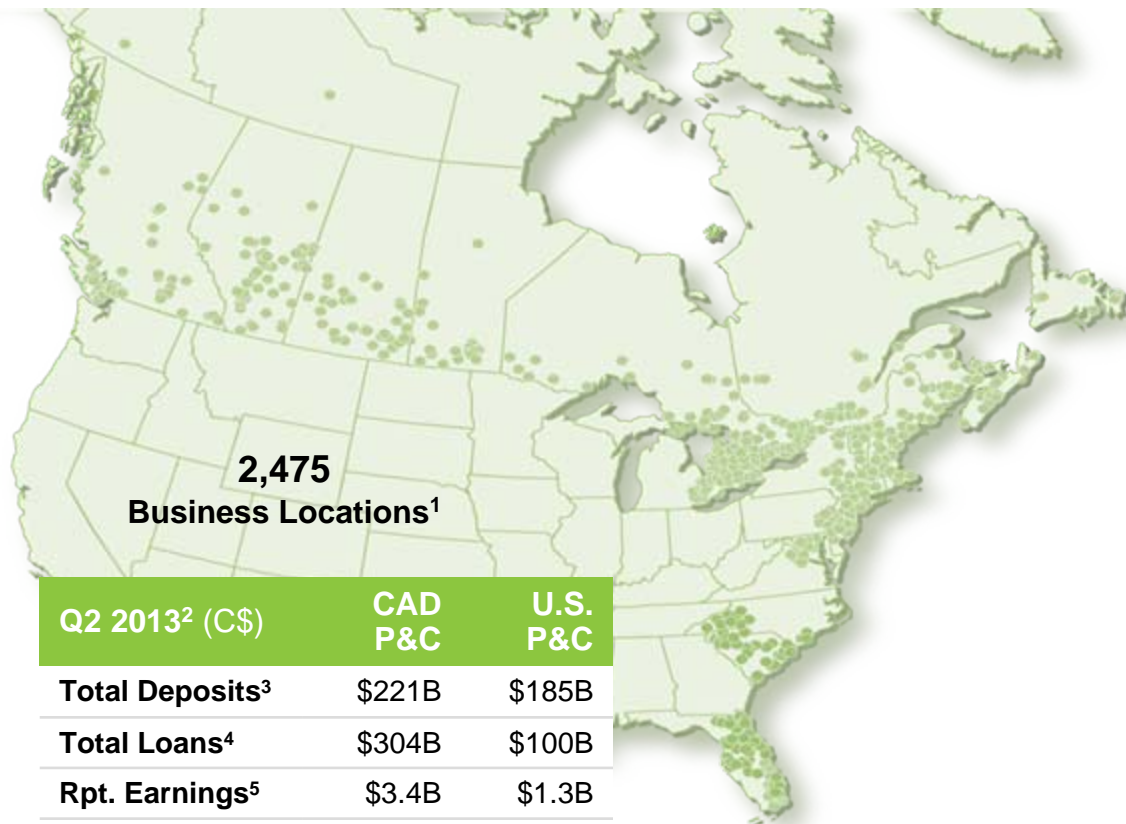 2,475
Business Locations¹
Q2 2013² (C$) CAD P&C U.S. P&C
Total Deposits³ $221B $185B
Total Loans⁴ $304B $100B
Rpt. Earnings⁵ $3.4B $1.3B